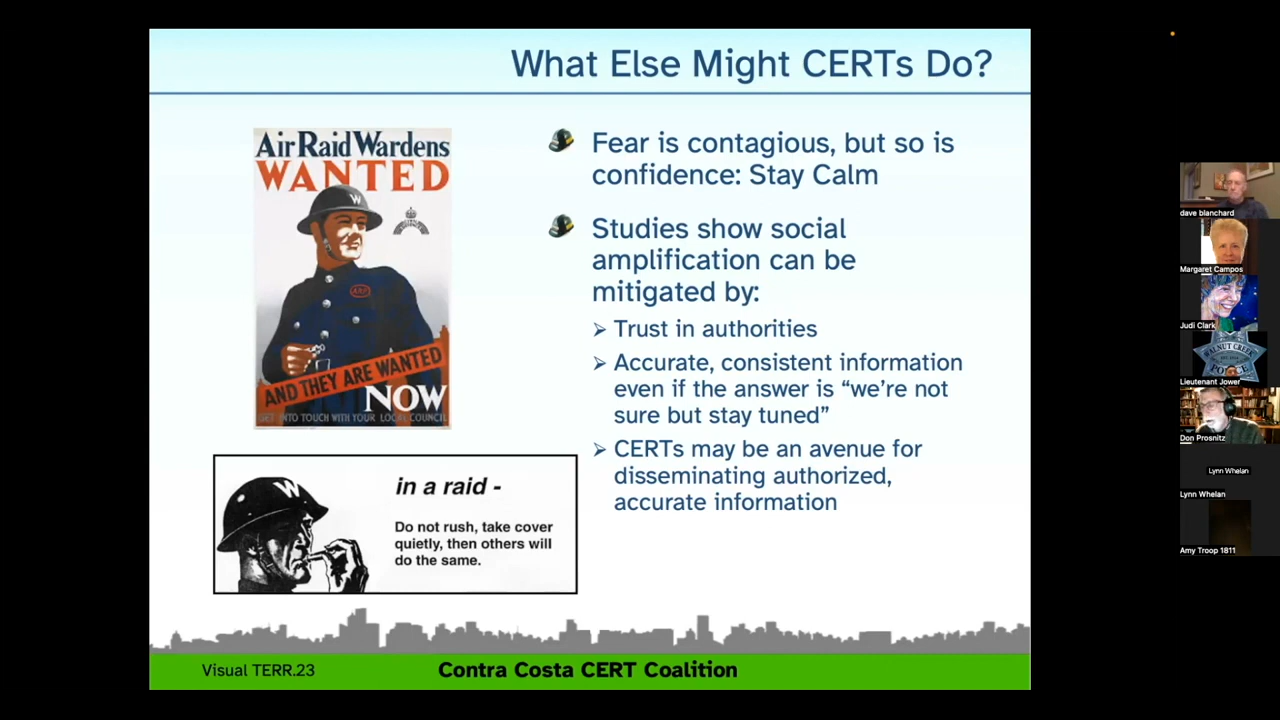 What Else Might CERTs Do?
Air Raid Wardens
WANTED
W
ARP
AND THEY ARE WANTED
NOW
GET INTO TOUCH WITH YOUR LOCAL COUNCIL
Fear is contagious, but so is
confidence: Stay Calm
Studies show social
amplification can be
mitigated by:
Trust in authorities
Accurate, consistent information
even if the answer is “we’re not
sure but stay tuned”
CERTs may be an avenue for
disseminating authorized,
accurate information
W
in a raid -
Do not rush, take cover
quietly, then others will
do the same.
Visual TERR.23
Contra Costa CERT Coalition
dave blanchard
Margaret Campos
Judi Clark
WALNUT CREEK
POLICE
Lieutenant Jower
Don Prosnitz
Lynn Whelan
Lynn Whelan
Amy Troop 1811